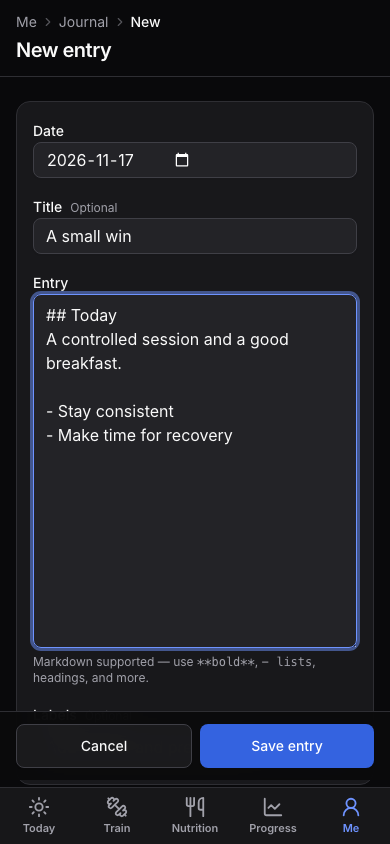 Me > Journal > New
New entry
Date
2026-11-17
Title Optional
A small win
Entry
## Today
A controlled session and a good
breakfast.
- Stay consistent
- Make time for recovery
Markdown supported — use **bold**, – lists,
headings, and more.
Cancel
Save entry
Today
Train
Nutrition
Progress
Me